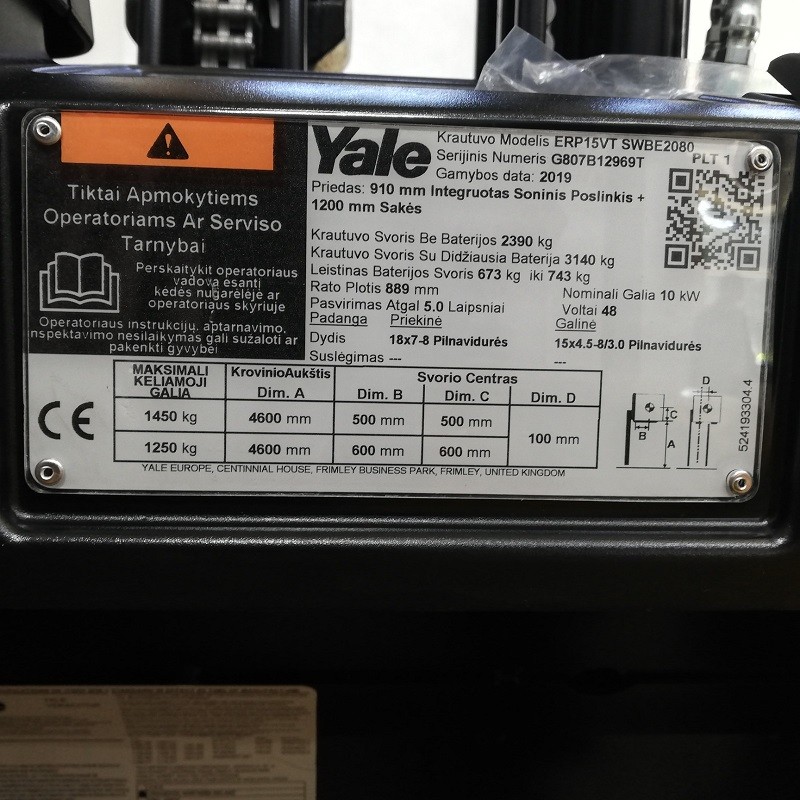 Tiktai Apmokytiems
Operatoriams Ar Serviso
Tarnybai
Perskaitykit operatoriaus
vadovą esantį
kėdės nugarėlėje ar
operatoriaus skyriuje
Operatoriaus instrukcijų, aptarnavimo,
inspektavimo nesilaikymas gali sužaloti ar
pakenkti gyvybei
Yale
Krautuvo Modelis ERP15VT SWBE2080
Serijinis Numeris G807B12969T
PLT 1
Gamybos data: 2019
Priedas: 910 mm Integruotas Soninis Poslinkis +
1200 mm Sakės
Krautuvo Svoris Be Baterijos 2390 kg
Krautuvo Svoris Su Didžiausia Baterija 3140 kg
Leistinas Baterijos Svoris 673 kg iki 743 kg
Rato Plotis 889 mm
Nominali Galia 10 kW
Pasvirimas Atgal 5.0 Laipsniai
Voltai 48
Padanga Priekinė Galinė
Dydis 18x7-8 Pilnavidurės 15x4.5-8/3.0 Pilnavidurės
Suslėgimas --- ---
MAKSIMALI KELIAMOJI GALIA
KrovinioAukštis
Dim. A
Svorio Centras
Dim. B Dim. C Dim. D
1450 kg 4600 mm 500 mm 500 mm
100 mm
1250 kg 4600 mm 600 mm 600 mm
CE
D
C
B
A
524193304.4
YALE EUROPE, CENTINNIAL HOUSE, FRIMLEY BUSINESS PARK, FRIMLEY, UNITED KINGDOM